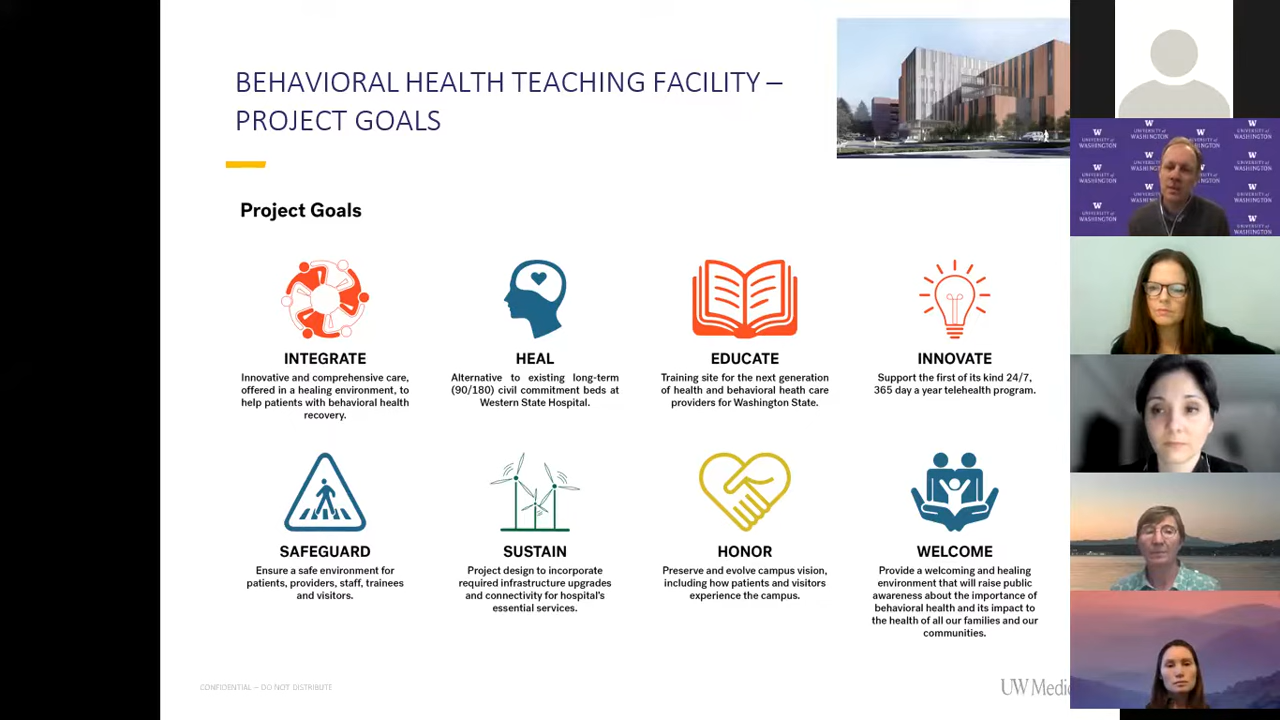 BEHAVIORAL HEALTH TEACHING FACILITY –
PROJECT GOALS
Project Goals
INTEGRATE
Innovative and comprehensive care,
offered in a healing environment, to
help patients with behavioral health
recovery.
HEAL
Alternative to existing long-term
(90/180) civil commitment beds at
Western State Hospital.
EDUCATE
Training site for the next generation
of health and behavioral heath care
providers for Washington State.
INNOVATE
Support the first of its kind 24/7,
365 day a year telehealth program.
SAFEGUARD
Ensure a safe environment for
patients, providers, staff, trainees
and visitors.
SUSTAIN
Project design to incorporate
required infrastructure upgrades
and connectivity for hospital's
essential services.
HONOR
Preserve and evolve campus vision,
including how patients and visitors
experience the campus.
WELCOME
Provide a welcoming and healing
environment that will raise public
awareness about the importance of
behavioral health and its impact to
the health of all our families and our
communities.
CONFIDENTIAL – DO NOT DISTRIBUTE
UW Medic
W
UNIVERSITY of
WASHINGTON